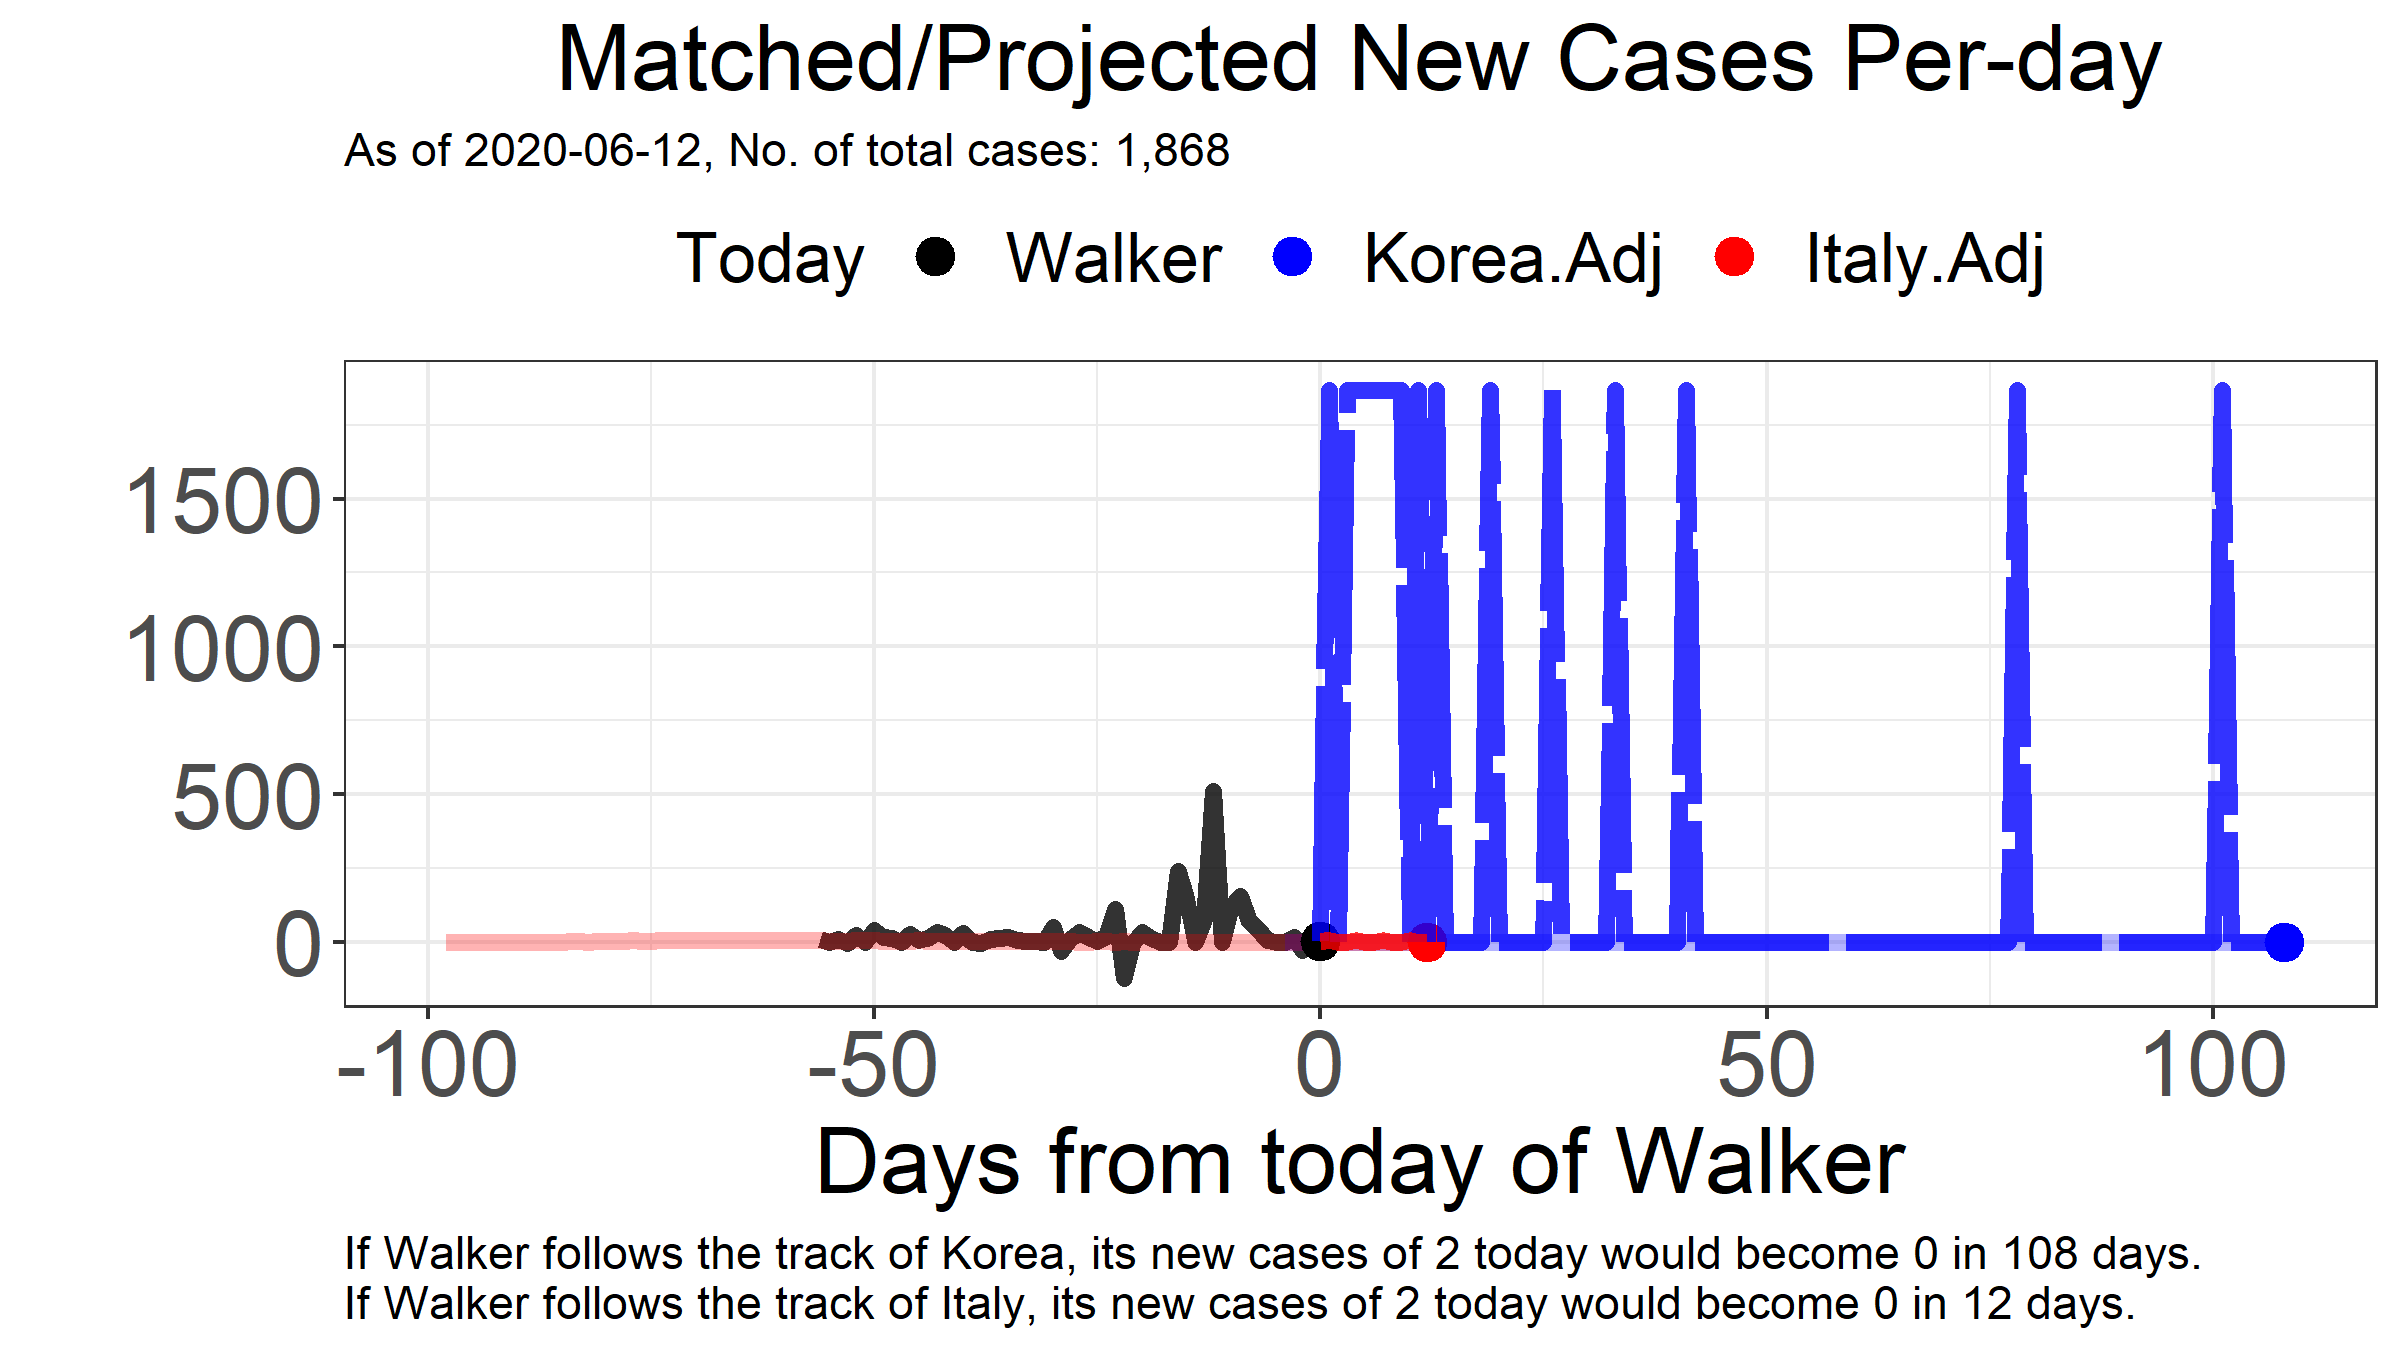 Matched/Projected New Cases Per-day
As of 2020-06-12, No. of total cases: 1,868
Today Walker Korea.Adj Italy.Adj
1500
1000
500
0
-100 -50 0 50 100
Days from today of Walker
If Walker follows the track of Korea, its new cases of 2 today would become 0 in 108 days.
If Walker follows the track of Italy, its new cases of 2 today would become 0 in 12 days.